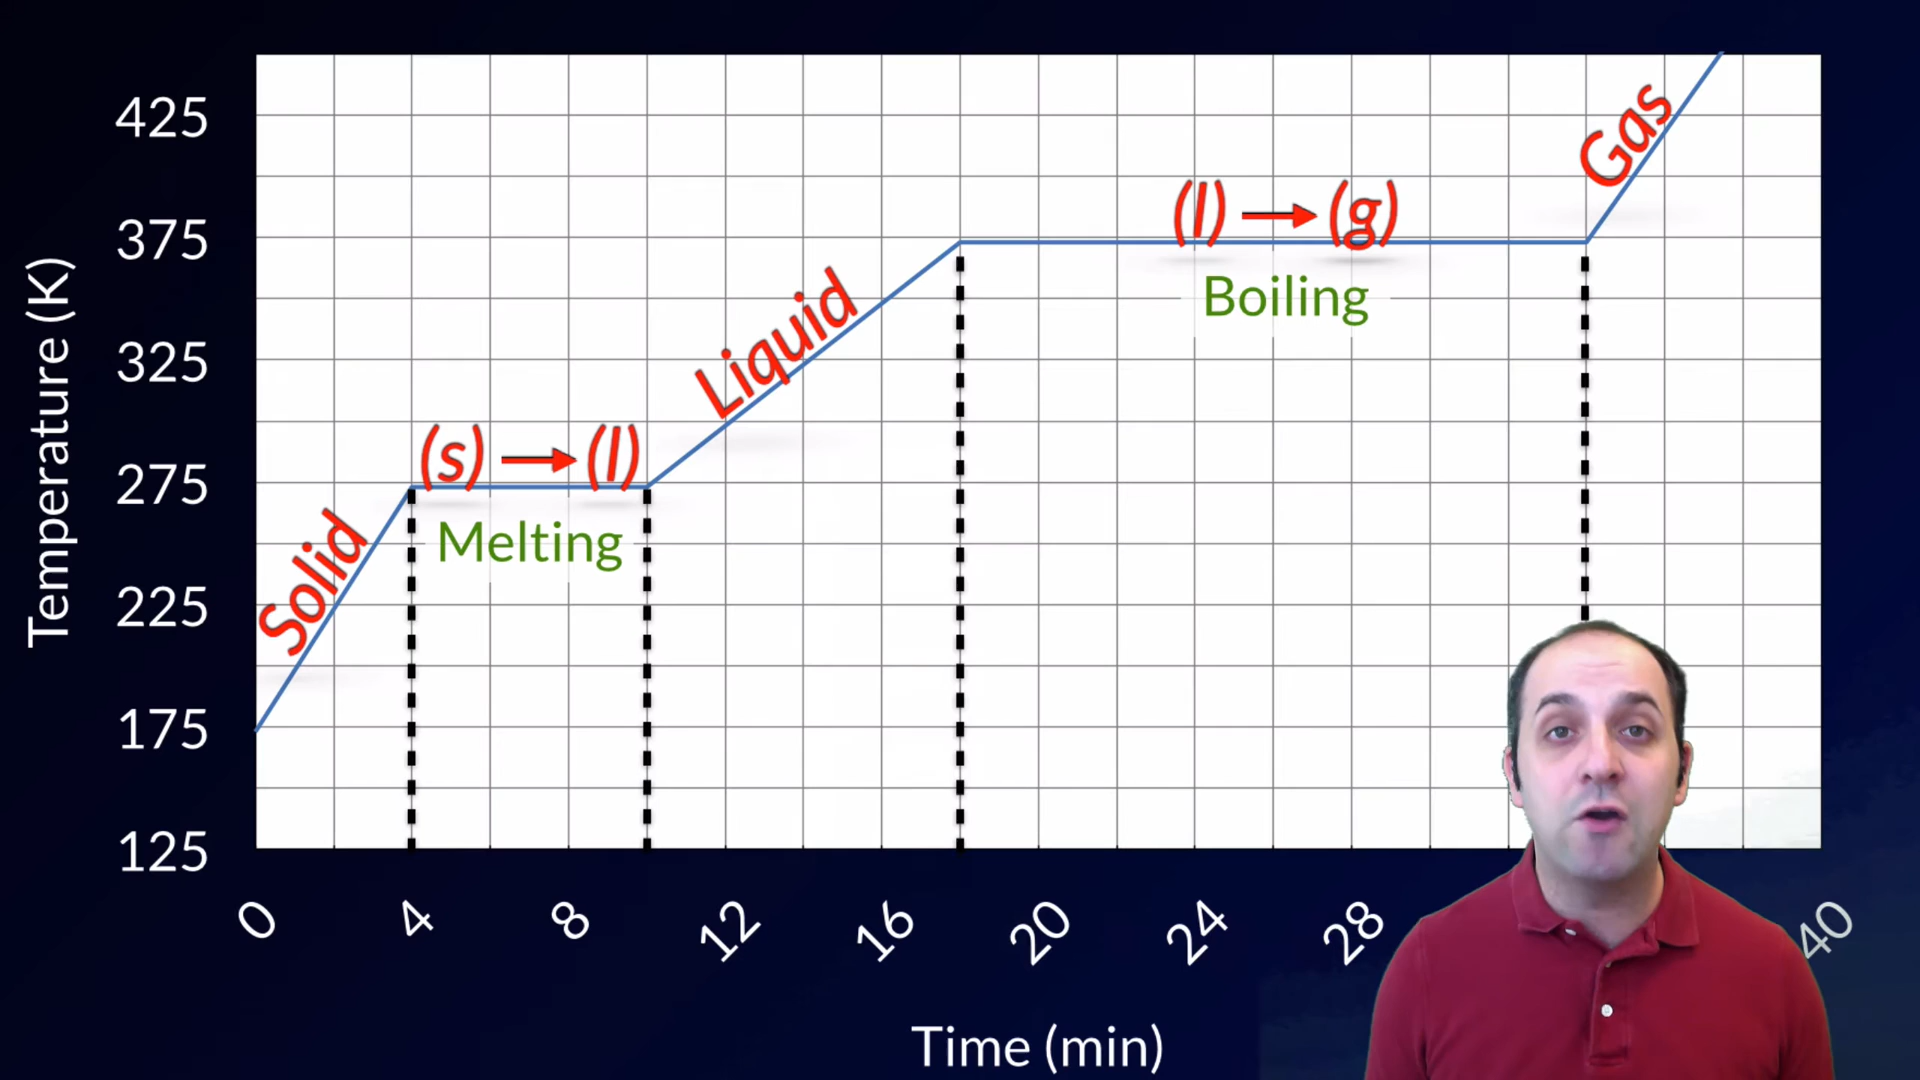 425
375
325
275
225
175
125
Temperature (K)
Solid
(s) → (l)
Melting
Liquid
(l) → (g)
Boiling
Gas
0 4 8 12 16 20 24 28 40
Time (min)